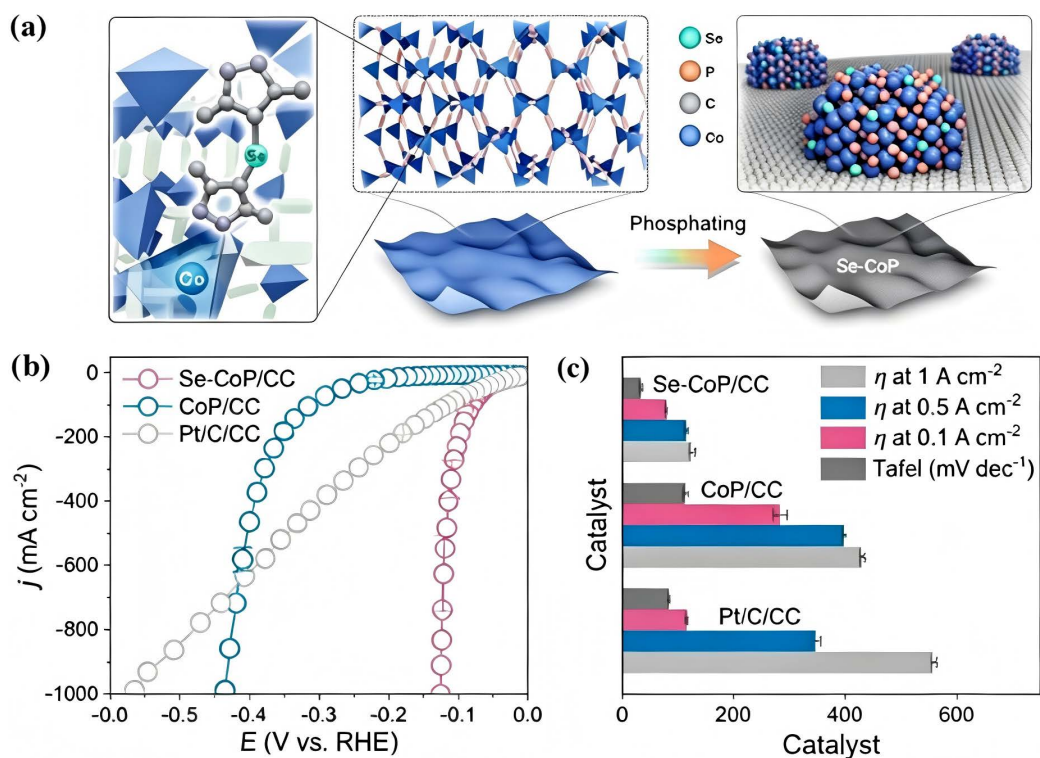 (a)
Se
Co
Se
P
C
Co
Phosphating
Se-CoP
(b)
Se-CoP/CC
CoP/CC
Pt/C/CC
0
-200
-400
-600
-800
-1000
j (mA cm⁻²)
-0.0 -0.5 -0.4 -0.3 -0.2 -0.1 0.0
E (V vs. RHE)
(c)
Se-CoP/CC
CoP/CC
Pt/C/CC
η at 1 A cm⁻²
η at 0.5 A cm⁻²
η at 0.1 A cm⁻²
Tafel (mV dec⁻¹)
Catalyst
0 200 400 600
Catalyst